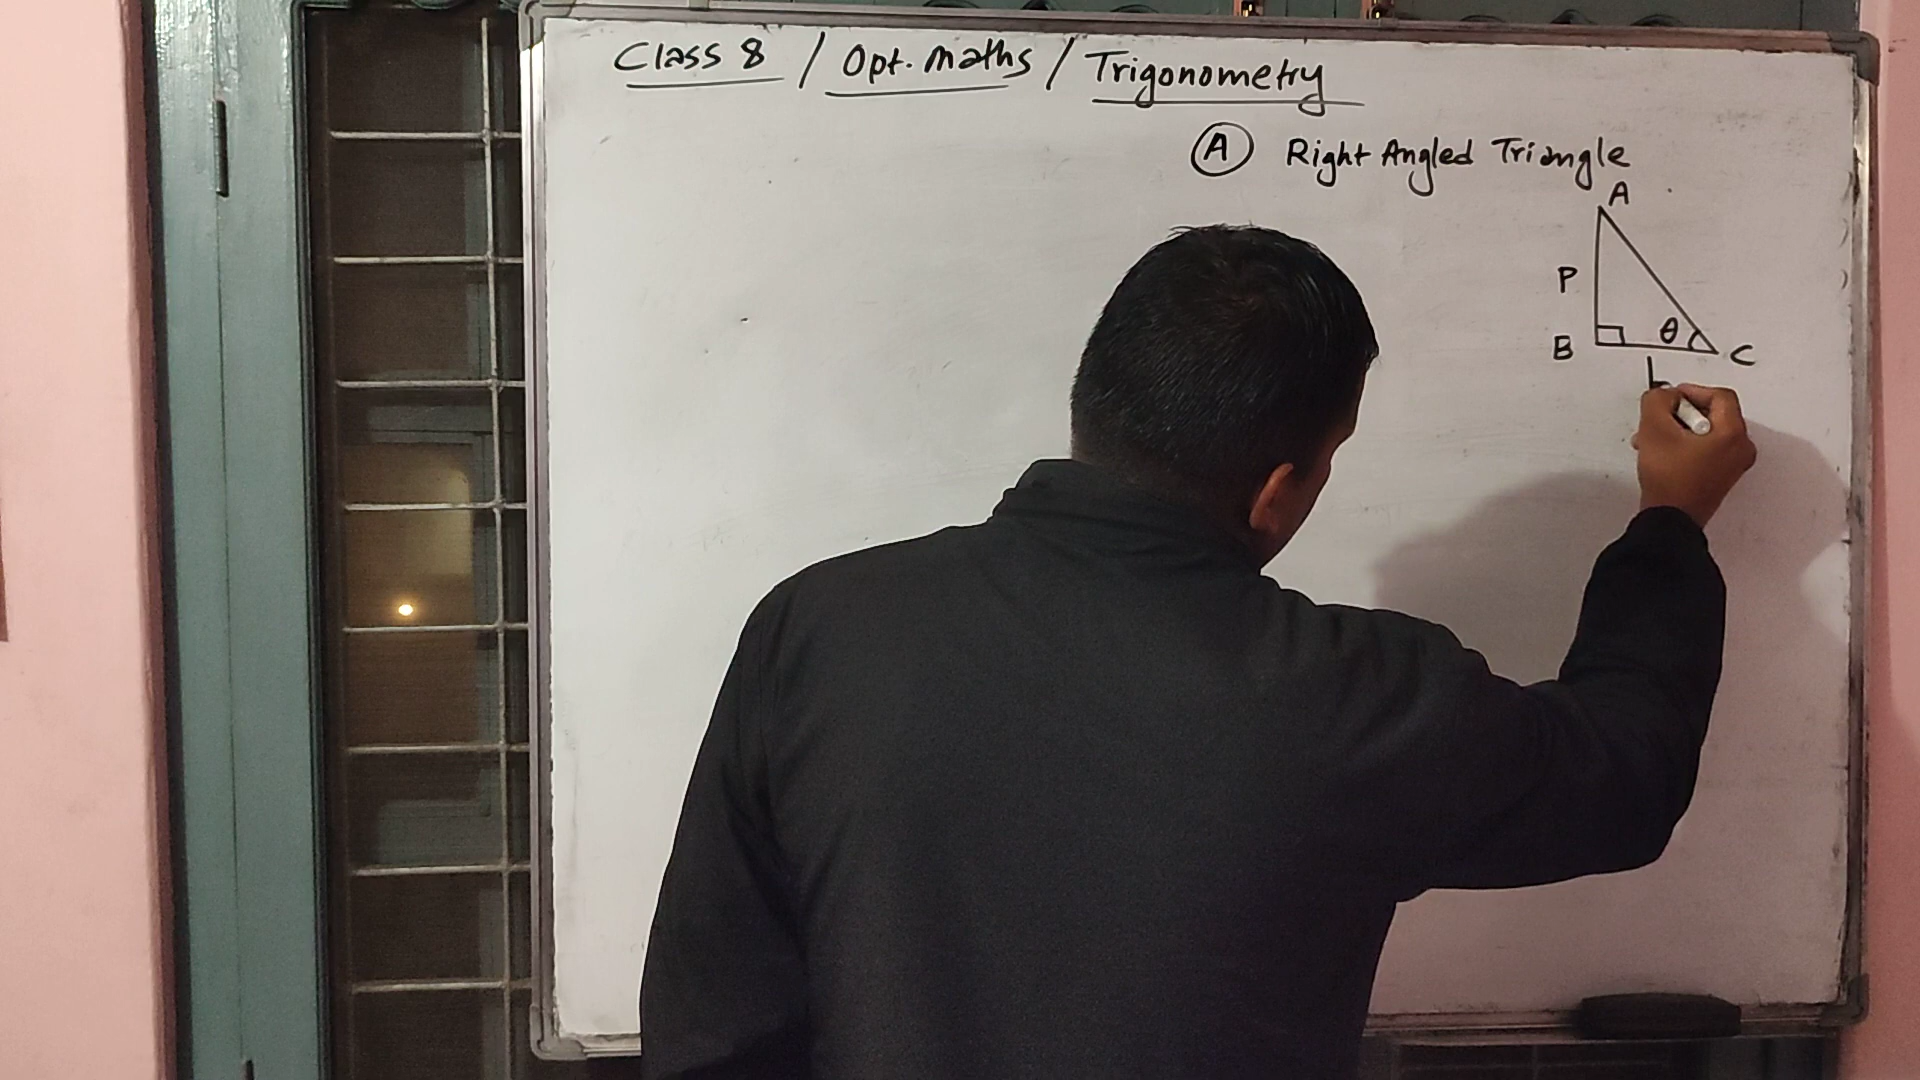 Class 8 / Opt. Maths / Trigonometry
A Right Angled Triangle
A
P
θ
B C
b